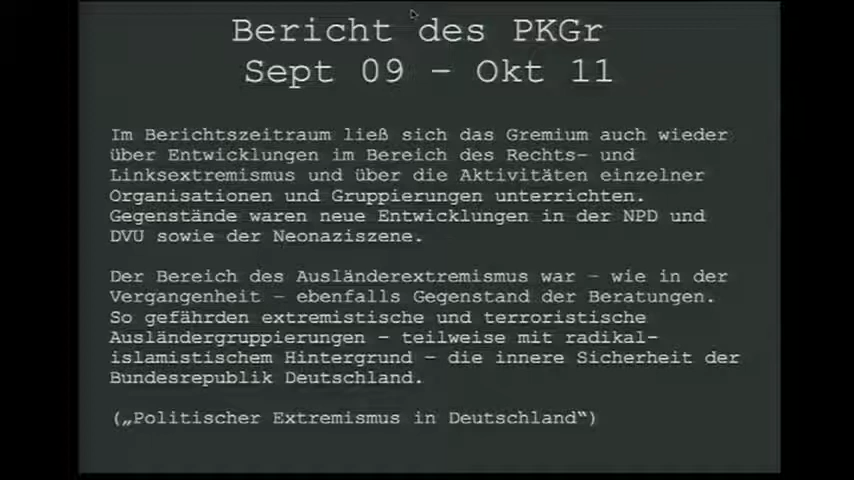 Bericht des PKGr
Sept 09 – Okt 11
Im Berichtszeitraum ließ sich das Gremium auch wieder
über Entwicklungen im Bereich des Rechts- und
Linksextremismus und über die Aktivitäten einzelner
Organisationen und Gruppierungen unterrichten.
Gegenstände waren neue Entwicklungen in der NPD und
DVU sowie der Neonaziszene.
Der Bereich des Ausländerextremismus war – wie in der
Vergangenheit – ebenfalls Gegenstand der Beratungen.
So gefährden extremistische und terroristische
Ausländergruppierungen – teilweise mit radikal-
islamistischem Hintergrund – die innere Sicherheit der
Bundesrepublik Deutschland.
(„Politischer Extremismus in Deutschland“)